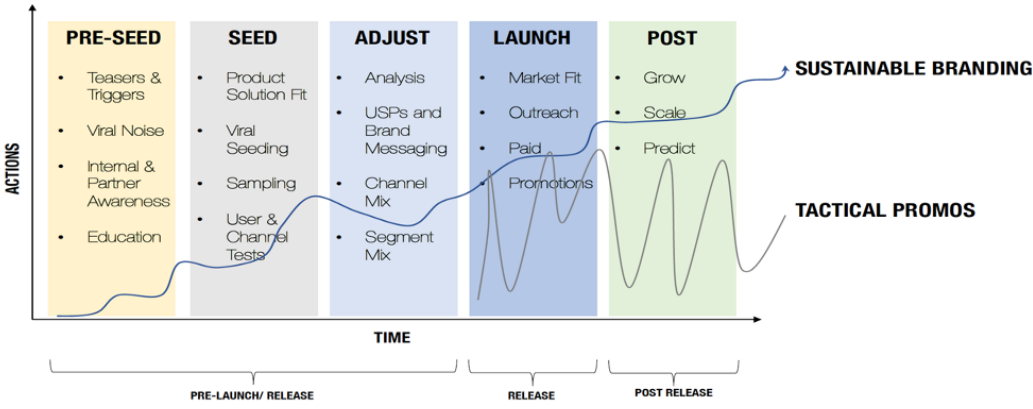 PRE-SEED
• Teasers &
Triggers
• Viral Noise
• Internal &
Partner
Awareness
• Education
SEED
• Product
Solution Fit
• Viral
Seeding
• Sampling
• User &
Channel
Tests
ADJUST
• Analysis
• USPs and
Brand
Messaging
• Channel
Mix
• Segment
Mix
LAUNCH
• Market Fit
• Outreach
• Paid
• Promotions
POST
• Grow
• Scale
• Predict
SUSTAINABLE BRANDING
TACTICAL PROMOS
ACTIONS
TIME
PRE-LAUNCH/ RELEASE
RELEASE
POST RELEASE